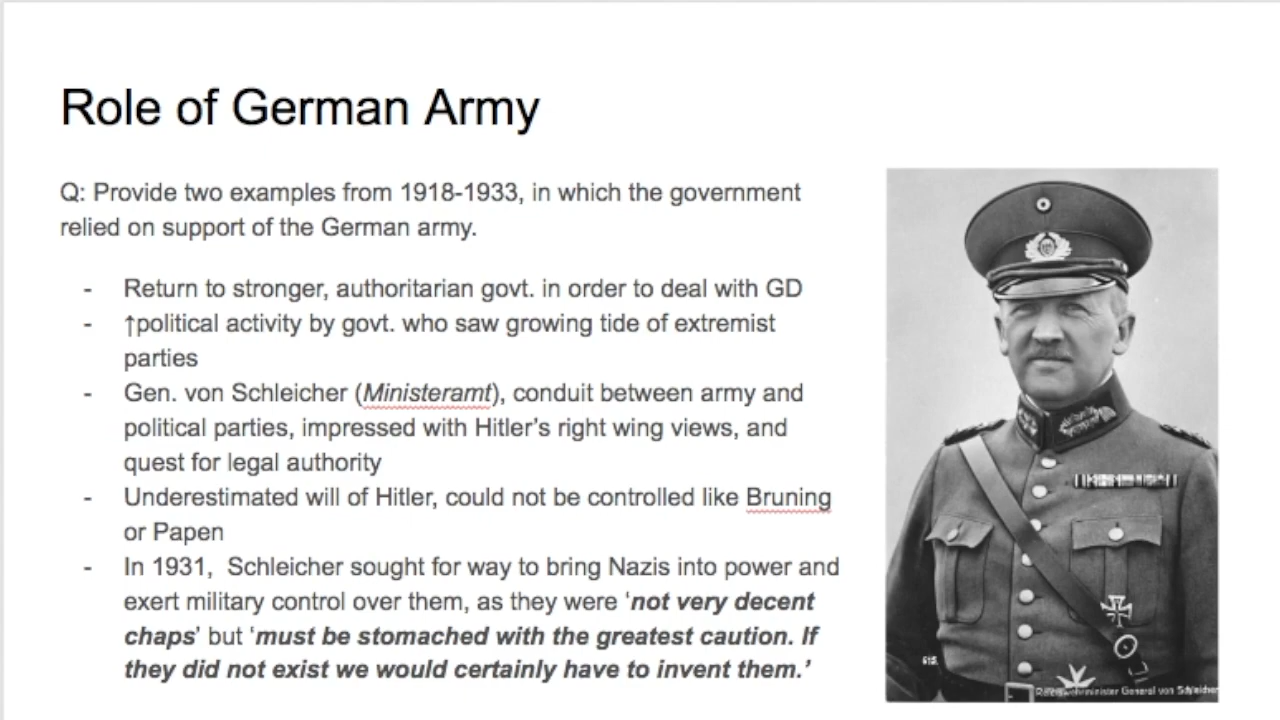 Role of German Army
Q: Provide two examples from 1918-1933, in which the government
relied on support of the German army.
- Return to stronger, authoritarian govt. in order to deal with GD
- ↑political activity by govt. who saw growing tide of extremist
parties
- Gen. von Schleicher (Ministeramt), conduit between army and
political parties, impressed with Hitler's right wing views, and
quest for legal authority
- Underestimated will of Hitler, could not be controlled like Bruning
or Papen
- In 1931,  Schleicher sought for way to bring Nazis into power and
exert military control over them, as they were ‘not very decent
chaps’ but ‘must be stomached with the greatest caution. If
they did not exist we would certainly have to invent them.’
615
Reichswehrminister General von Schleicher